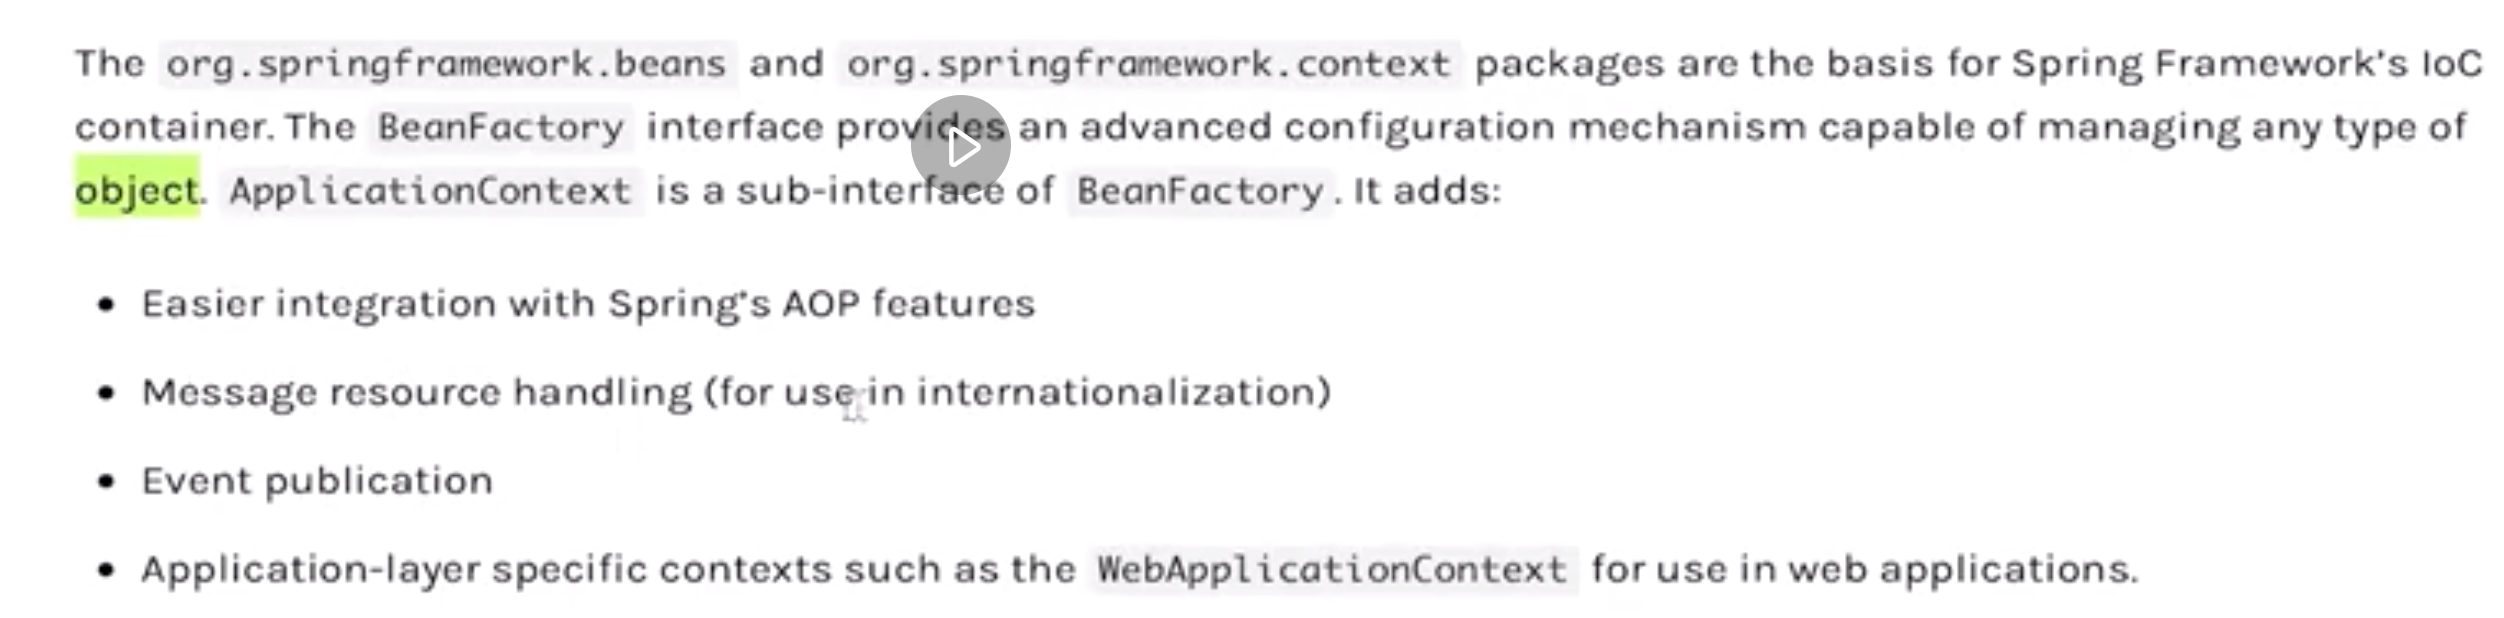 The org.springframework.beans and org.springframework.context packages are the basis for Spring Framework's IoC
container. The BeanFactory interface provides an advanced configuration mechanism capable of managing any type of
object. ApplicationContext is a sub-interface of BeanFactory. It adds:
• Easier integration with Spring's AOP features
• Message resource handling (for use in internationalization)
• Event publication
• Application-layer specific contexts such as the WebApplicationContext for use in web applications.